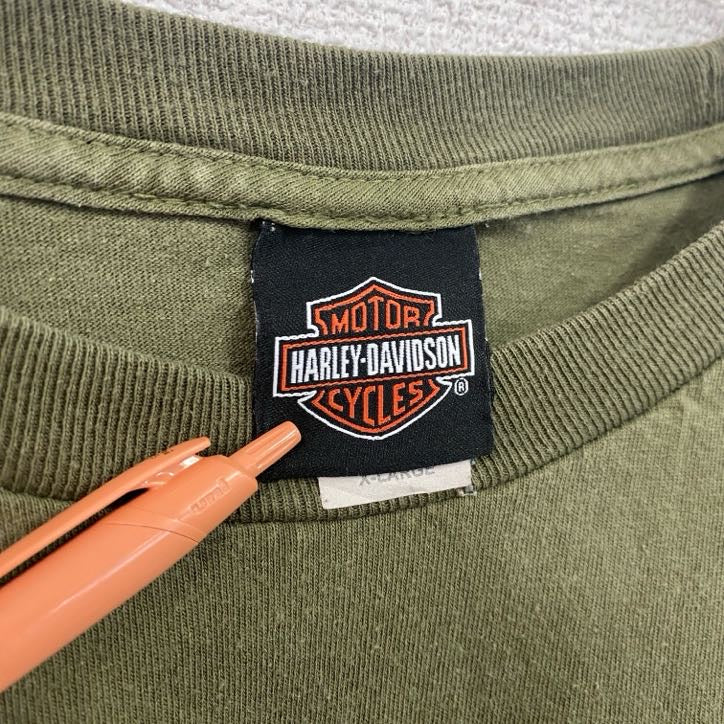 MOTOR
HARLEY-DAVIDSON
CYCLES
®
X-LARGE